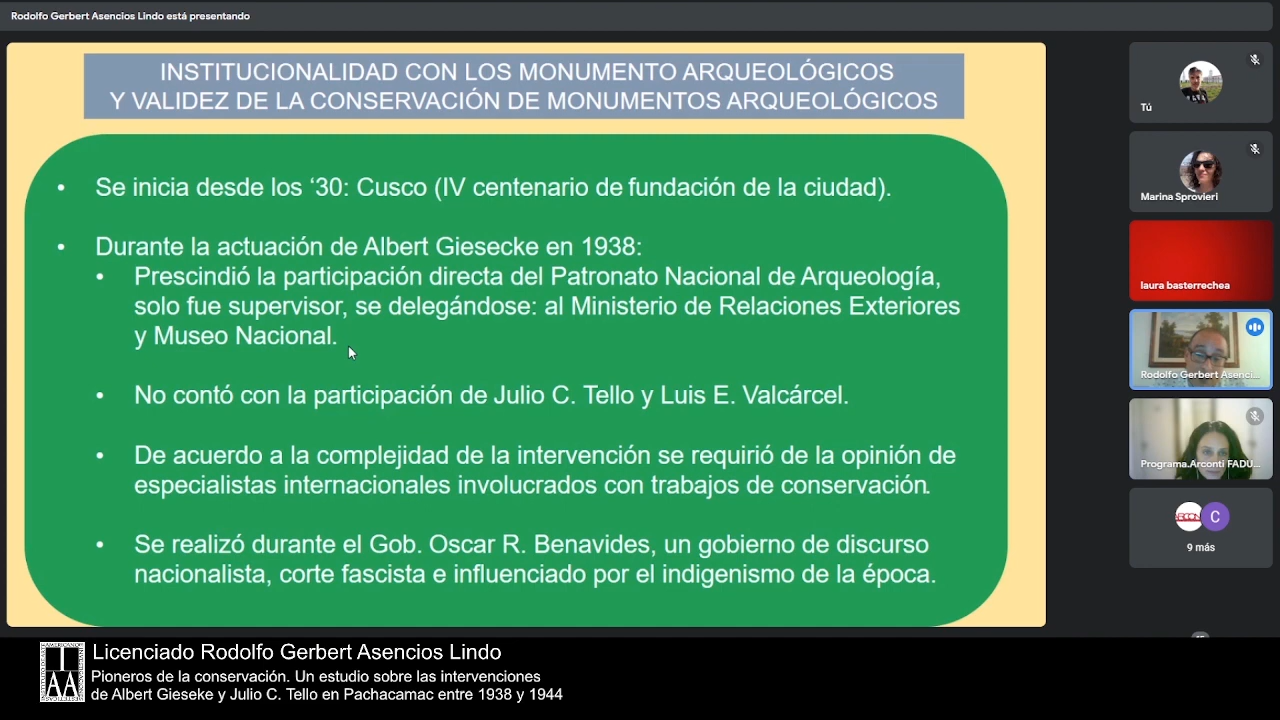 Rodolfo Gerbert Asencios Lindo está presentando
INSTITUCIONALIDAD CON LOS MONUMENTO ARQUEOLÓGICOS
Y VALIDEZ DE LA CONSERVACIÓN DE MONUMENTOS ARQUEOLÓGICOS
• Se inicia desde los ‘30: Cusco (IV centenario de fundación de la ciudad).
• Durante la actuación de Albert Giesecke en 1938:
• Prescindió la participación directa del Patronato Nacional de Arqueología,
solo fue supervisor, se delegándose: al Ministerio de Relaciones Exteriores
y Museo Nacional.
• No contó con la participación de Julio C. Tello y Luis E. Valcárcel.
• De acuerdo a la complejidad de la intervención se requirió de la opinión de
especialistas internacionales involucrados con trabajos de conservación.
• Se realizó durante el Gob. Oscar R. Benavides, un gobierno de discurso
nacionalista, corte fascista e influenciado por el indigenismo de la época.
Tú
Marina Sprovieri
laura basterrechea
Rodolfo Gerbert Asenci...
Programa.Arconti FADU...
C
9 más
I
AA
Licenciado Rodolfo Gerbert Asencios Lindo
Pioneros de la conservación. Un estudio sobre las intervenciones
de Albert Gieseke y Julio C. Tello en Pachacamac entre 1938 y 1944